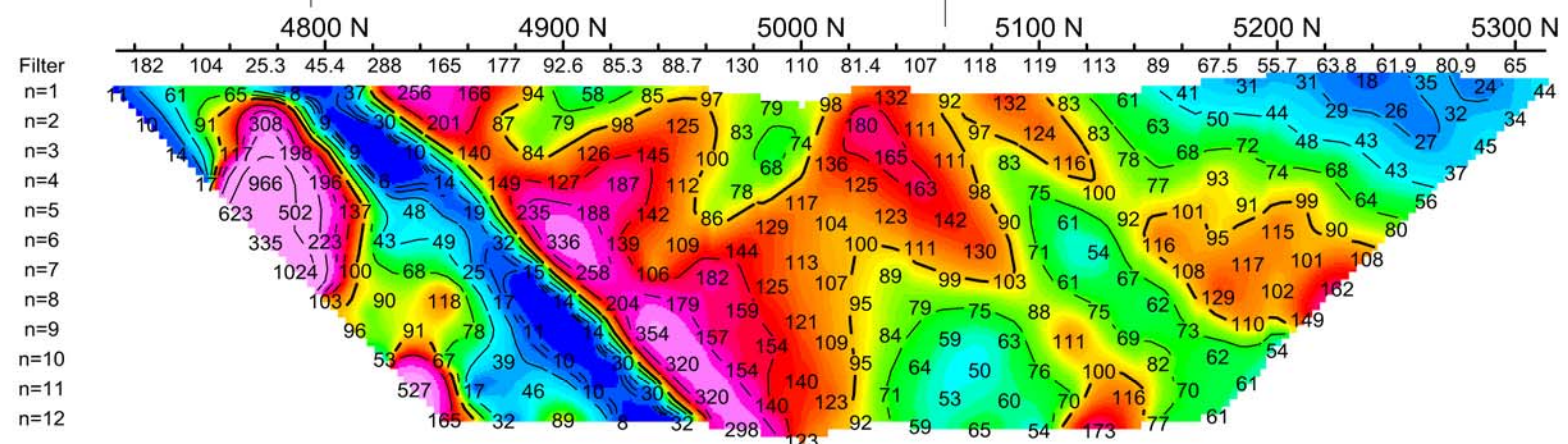 4800 N 4900 N 5000 N 5100 N 5200 N 5300 N
Filter 182 104 25.3 45.4 288 165 177 92.6 85.3 88.7 130 110 81.4 107 118 119 113 89 67.5 55.7 63.8 61.9 80.9 65
n=1 11 61 65 8 37 256 166 94 58 85 97 79 98 132 92 132 83 61 41 31 31 18 35 24 44
n=2 10 91 308 9 30 201 87 79 98 125 83 74 180 111 97 124 83 63 50 44 29 26 27 32 34
n=3 14 117 198 9 10 140 84 126 145 100 68 136 165 111 83 116 78 68 72 48 43 45
n=4 17 966 196 8 14 149 127 187 112 78 125 163 98 75 100 77 93 74 68 43 37
n=5 623 502 137 48 19 235 188 142 86 129 117 104 123 142 90 61 92 101 91 99 64 56
n=6 335 223 43 49 32 336 139 109 144 113 100 111 130 71 54 116 95 115 90 80
n=7 1024 100 68 25 15 258 106 182 125 107 89 99 103 61 67 108 117 101 108
n=8 103 90 118 17 14 204 179 159 121 95 79 75 88 75 62 129 102 162
n=9 96 91 78 11 14 354 157 154 109 84 59 63 111 69 73 110 149
n=10 53 67 39 10 30 320 154 140 95 64 50 76 100 82 62 54
n=11 527 17 46 10 30 320 140 123 71 53 60 70 116 70 61
n=12 165 32 89 8 32 298 123 92 59 65 54 173 77 61